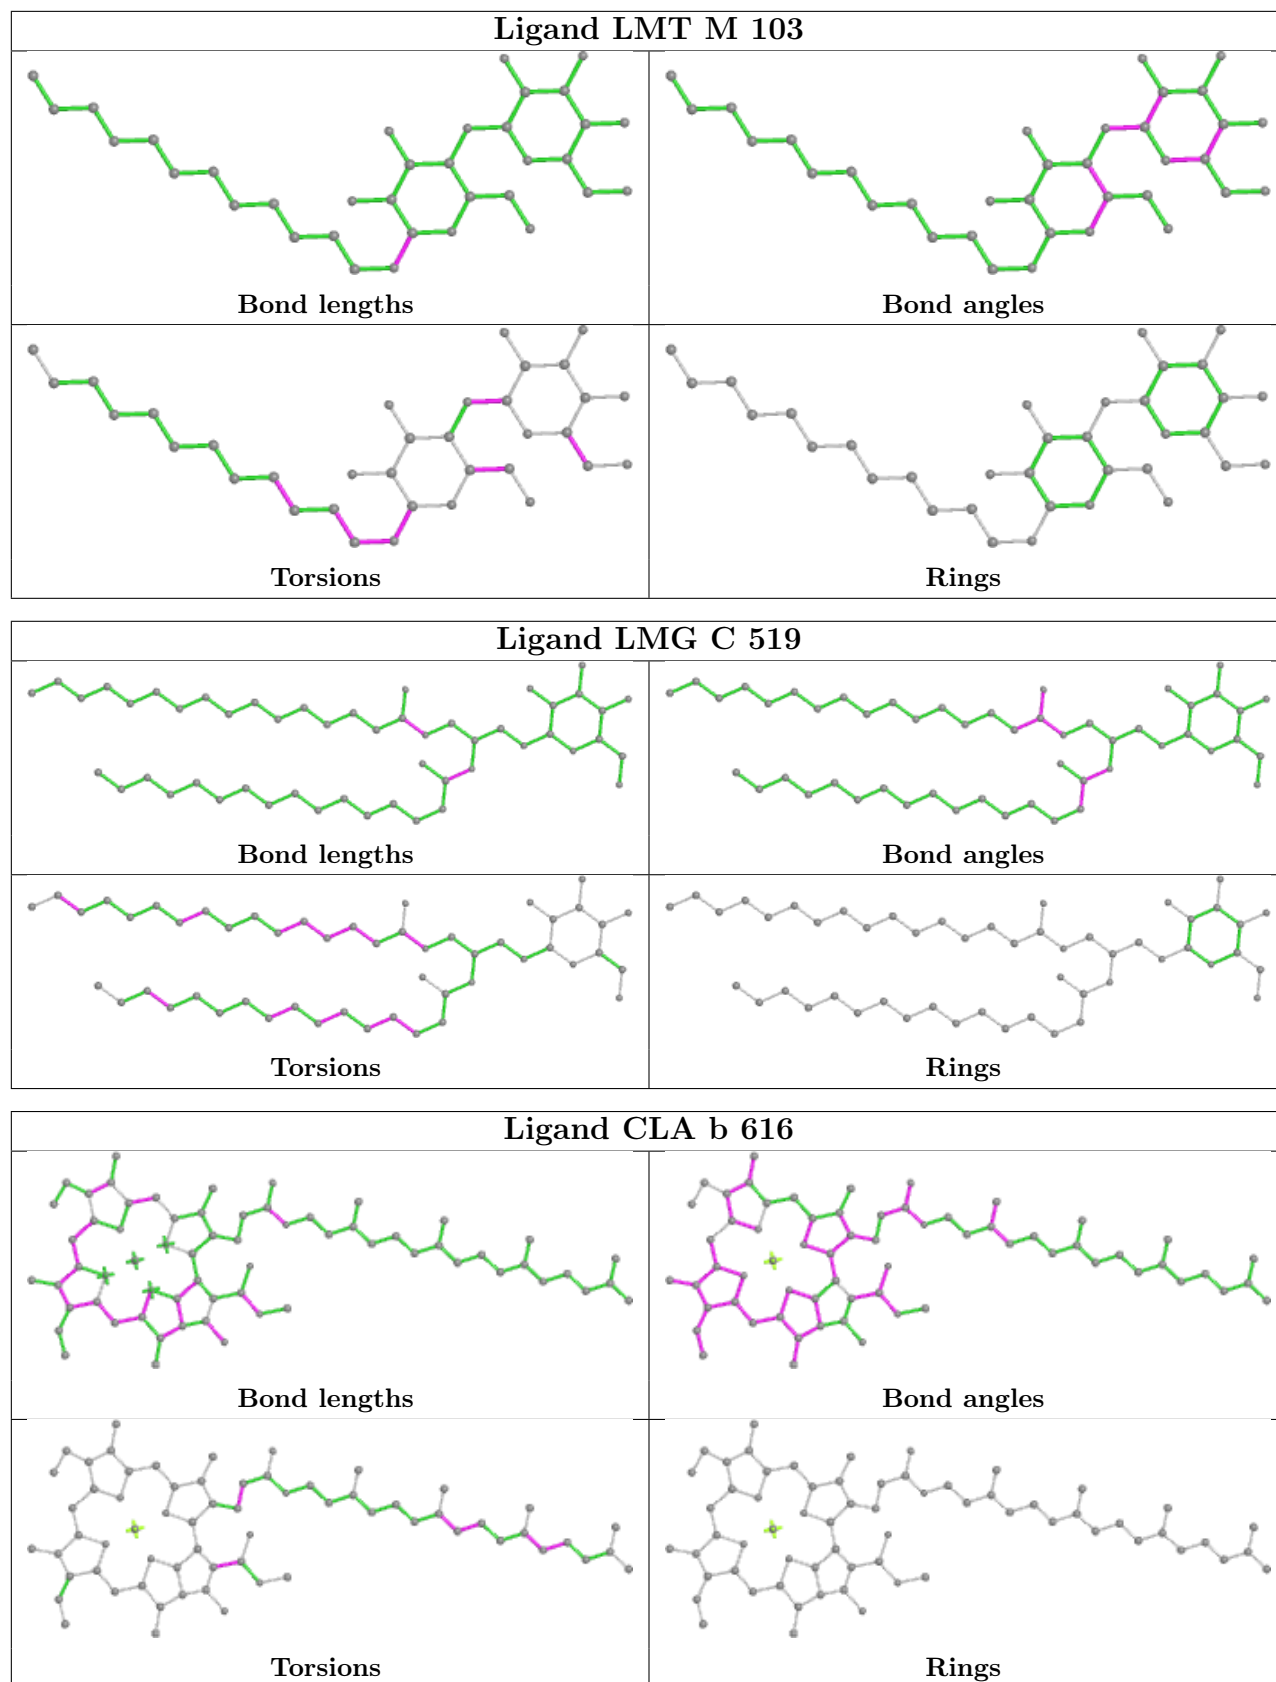 Ligand LMT M 103
Bond lengths
Bond angles
Torsions
Rings
Ligand LMG C 519
Bond lengths
Bond angles
Torsions
Rings
Ligand CLA b 616
Bond lengths
Bond angles
Torsions
Rings